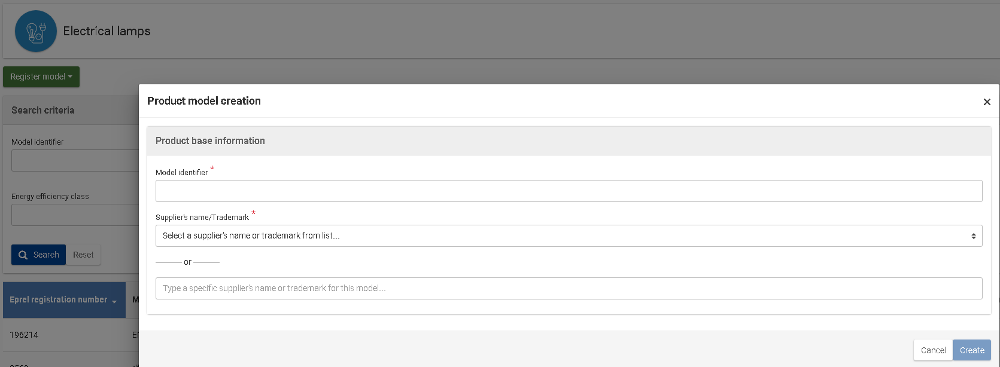 Electrical lamps
Register model
Product model creation
Search criteria
Product base information
Model identifier
Model identifier *
Supplier's name/Trademark *
Energy efficiency class
Select a supplier's name or trademark from list...
Search
Reset
or
Type a specific supplier's name or trademark for this model...
Eprel registration number
M
196214
Cancel
Create